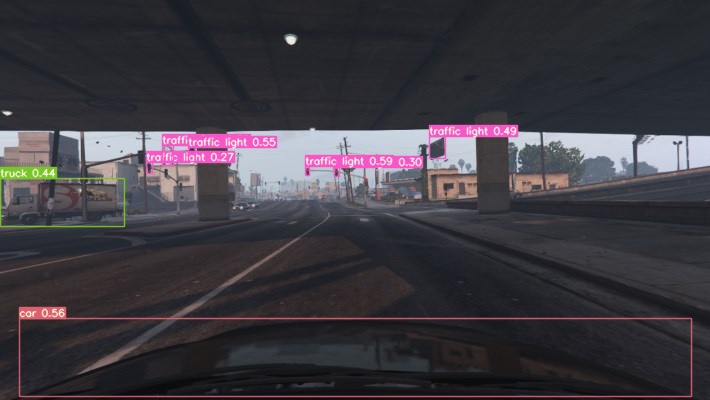 traffic light 0.49
traffitraffic light 0.55
traffic light 0.27
traffic light 0.59 0.30
truck 0.44
car 0.56